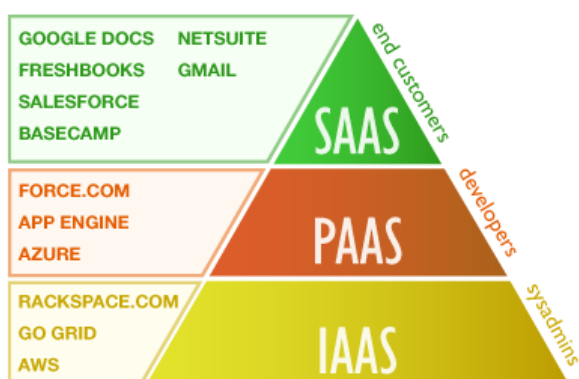 GOOGLE DOCS NETSUITE
FRESHBOOKS GMAIL
SALESFORCE
BASECAMP
SAAS
end customers
FORCE.COM
APP ENGINE
AZURE
PAAS
developers
RACKSPACE.COM
GO GRID
AWS
IAAS
sysadmins